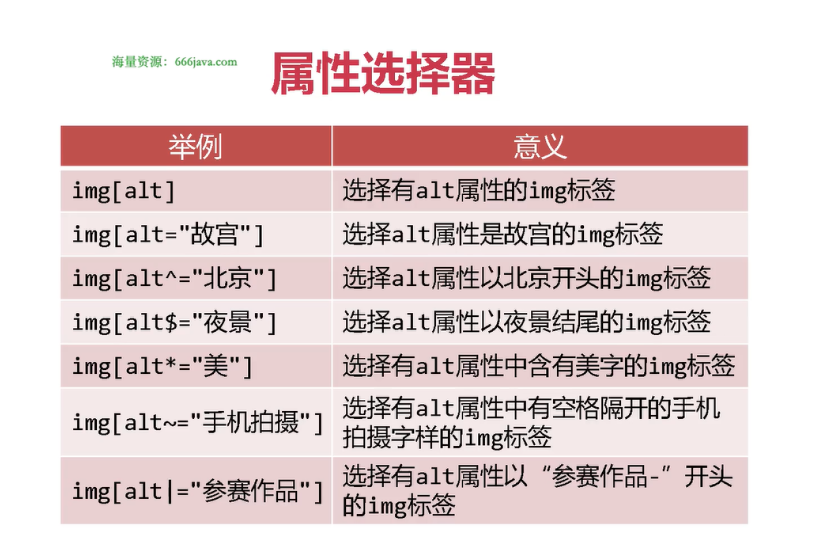 海量资源：666java.com
属性选择器
举例 意义
img[alt] 选择有alt属性的img标签
img[alt="故宫"] 选择alt属性是故宫的img标签
img[alt^="北京"] 选择alt属性以北京开头的img标签
img[alt$="夜景"] 选择alt属性以夜景结尾的img标签
img[alt*="美"] 选择有alt属性中含有美字的img标签
img[alt~="手机拍摄"] 选择有alt属性中有空格隔开的手机
拍摄字样的img标签
img[alt|="参赛作品"] 选择有alt属性以“参赛作品-”开头
的img标签